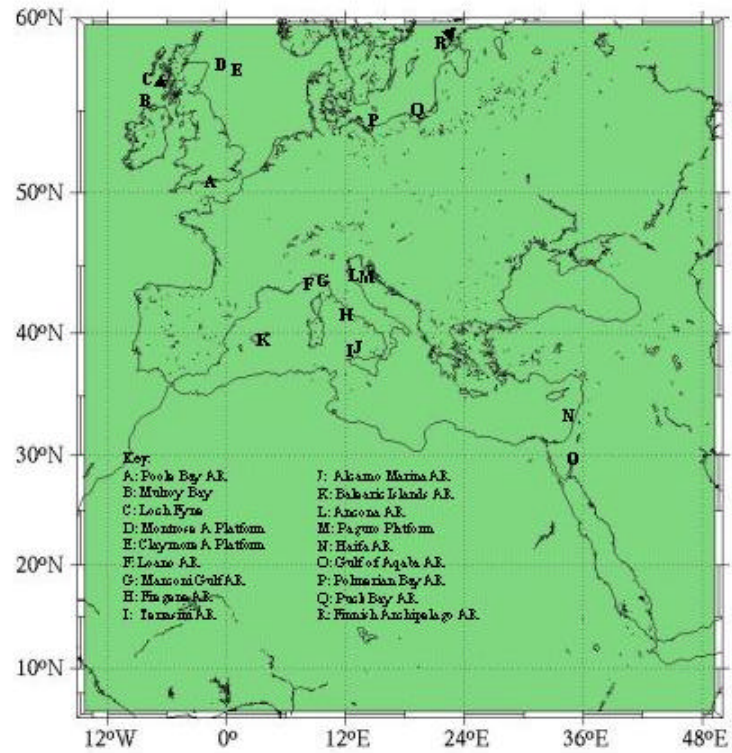 60ºN
50ºN
40ºN
30ºN
20ºN
10ºN
12ºW
0º
12ºE
24ºE
36ºE
48ºE
R
D
E
C
B
Q
P
A
L
M
F
G
H
K
I
J
N
O
Key:
A: Poole Bay AR
B: Mulroy Bay
C: Loch Fyne
D: Montrose A Platform
E: Claymore A Platform
F: Loano AR
G: Marconi Gulf AR
H: Fregene AR
I: Terrasini AR
J: Alcamo Marina AR
K: Balearic Islands AR
L: Ancona AR
M: Paguro Platform
N: Haifa AR
O: Gulf of Aqaba AR
P: Pomerian Bay AR
Q: Puck Bay AR
R: Finnish Archipelago AR